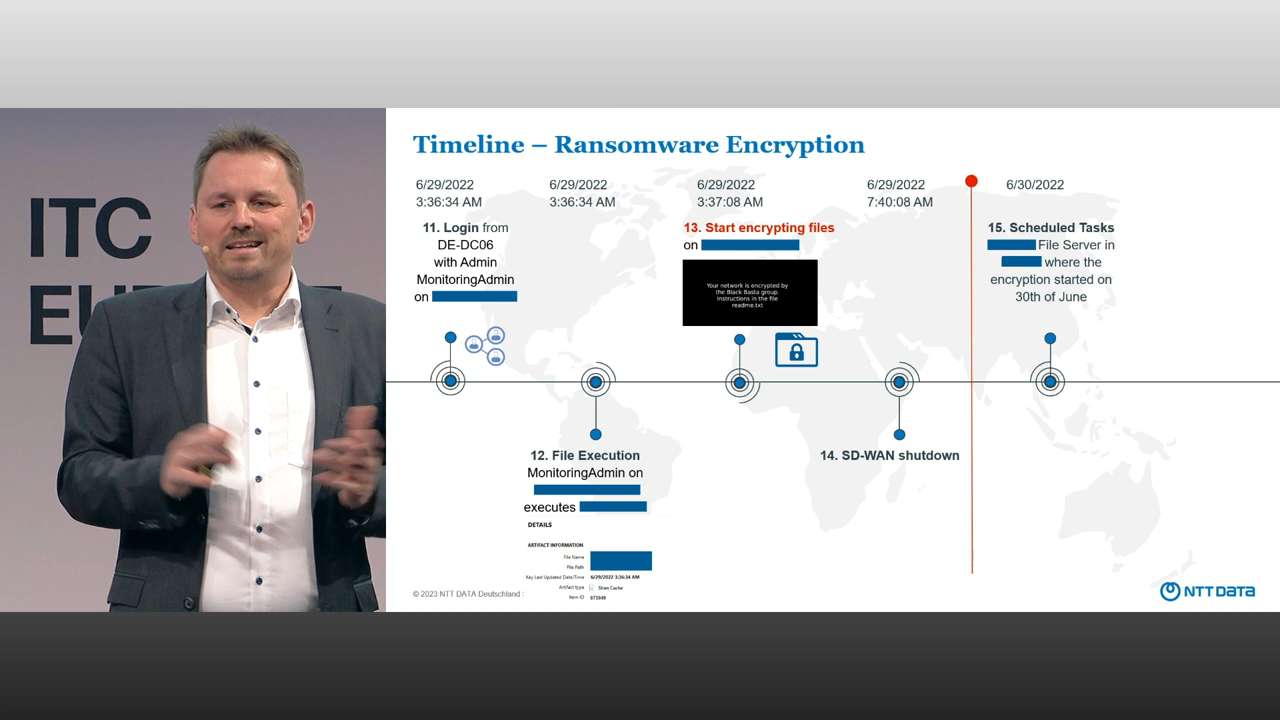 ITC
EU
Timeline – Ransomware Encryption
6/29/2022
3:36:34 AM
6/29/2022
3:36:34 AM
6/29/2022
3:37:08 AM
6/29/2022
7:40:08 AM
6/30/2022
11. Login from
DE-DC06
with Admin
MonitoringAdmin
on
13. Start encrypting files
on
Your network is encrypted by
the Black Basta group.
Instructions in the file
readme.txt
15. Scheduled Tasks
File Server in
where the
encryption started on
30th of June
12. File Execution
MonitoringAdmin on
executes
14. SD-WAN shutdown
DETAILS
ARTIFACT INFORMATION
File Name
File Path
Key Last Updated Date/Time 6/29/2022 3:36:34 AM
Artifact type Shim Cache
Item ID 873949
© 2023 NTT DATA Deutschland :
NTT DATA